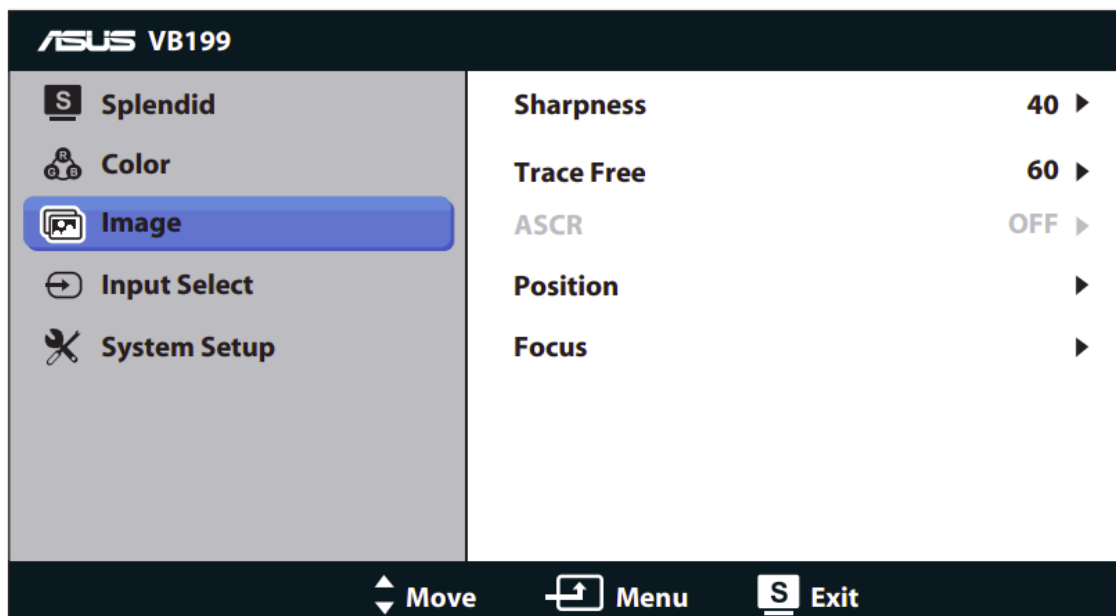 ASUS VB199
S Splendid
R G B Color
Image
Input Select
System Setup
Sharpness 40
Trace Free 60
ASCR OFF
Position
Focus
Move Menu S Exit